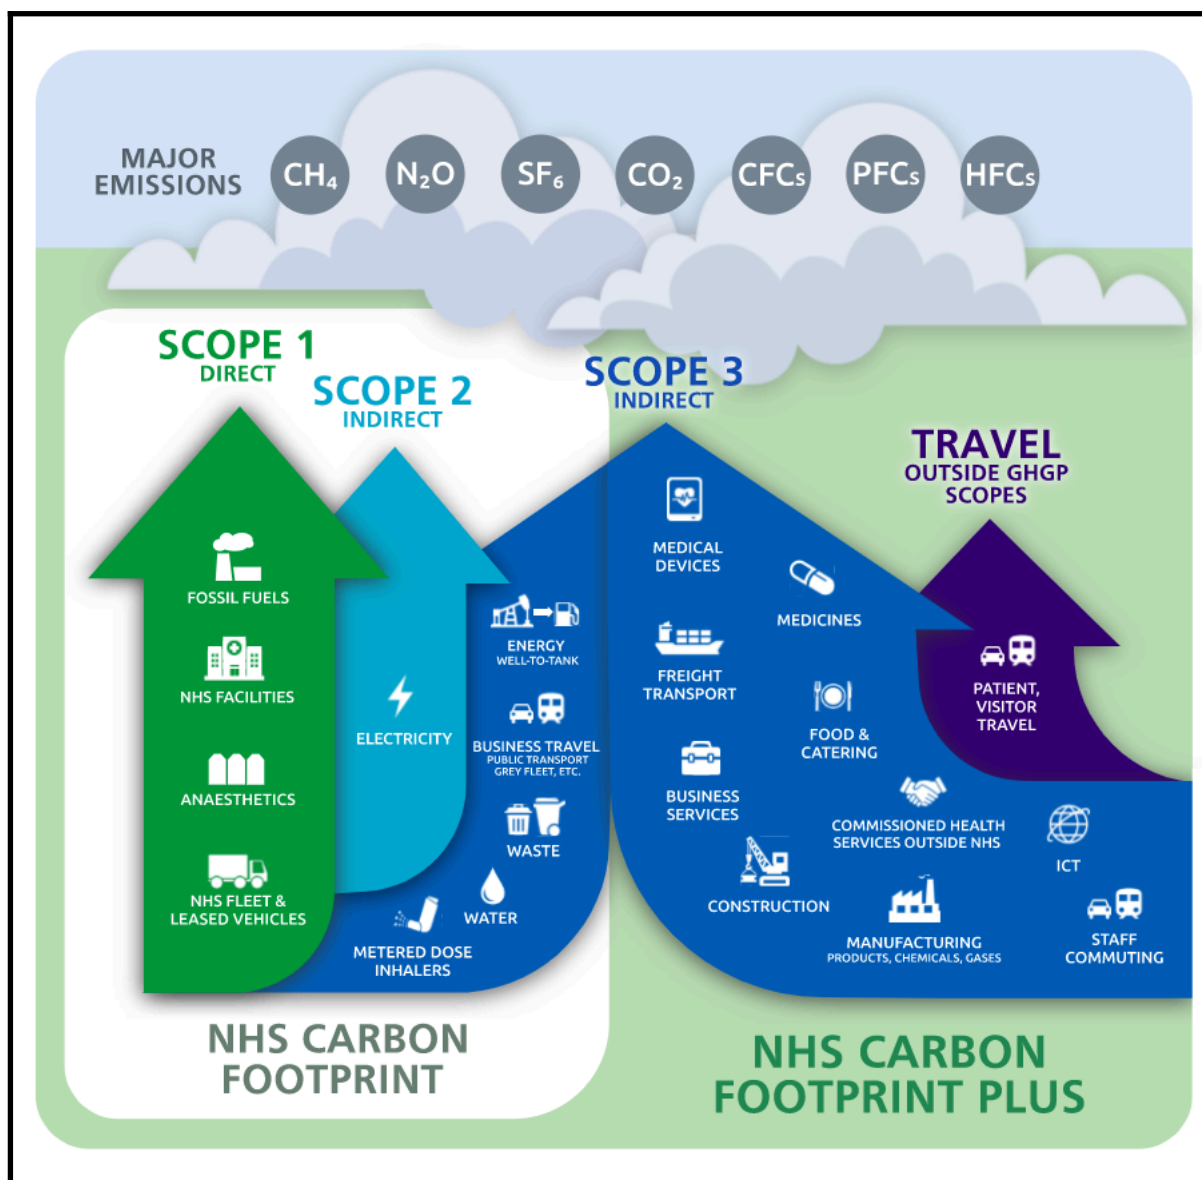 MAJOR
EMISSIONS
CH₄
N₂O
SF₆
CO₂
CFCs
PFCs
HFCs
SCOPE 1
DIRECT
SCOPE 2
INDIRECT
SCOPE 3
INDIRECT
TRAVEL
OUTSIDE GHGP
SCOPES
FOSSIL FUELS
NHS FACILITIES
ANAESTHETICS
NHS FLEET &
LEASED VEHICLES
ELECTRICITY
ENERGY
WELL-TO-TANK
BUSINESS TRAVEL
PUBLIC TRANSPORT
GREY FLEET, ETC.
WASTE
WATER
METERED DOSE
INHALERS
MEDICAL
DEVICES
MEDICINES
FREIGHT
TRANSPORT
FOOD &
CATERING
BUSINESS
SERVICES
COMMISSIONED HEALTH
SERVICES OUTSIDE NHS
CONSTRUCTION
MANUFACTURING
PRODUCTS, CHEMICALS, GASES
ICT
STAFF
COMMUTING
PATIENT,
VISITOR
TRAVEL
NHS CARBON
FOOTPRINT
NHS CARBON
FOOTPRINT PLUS